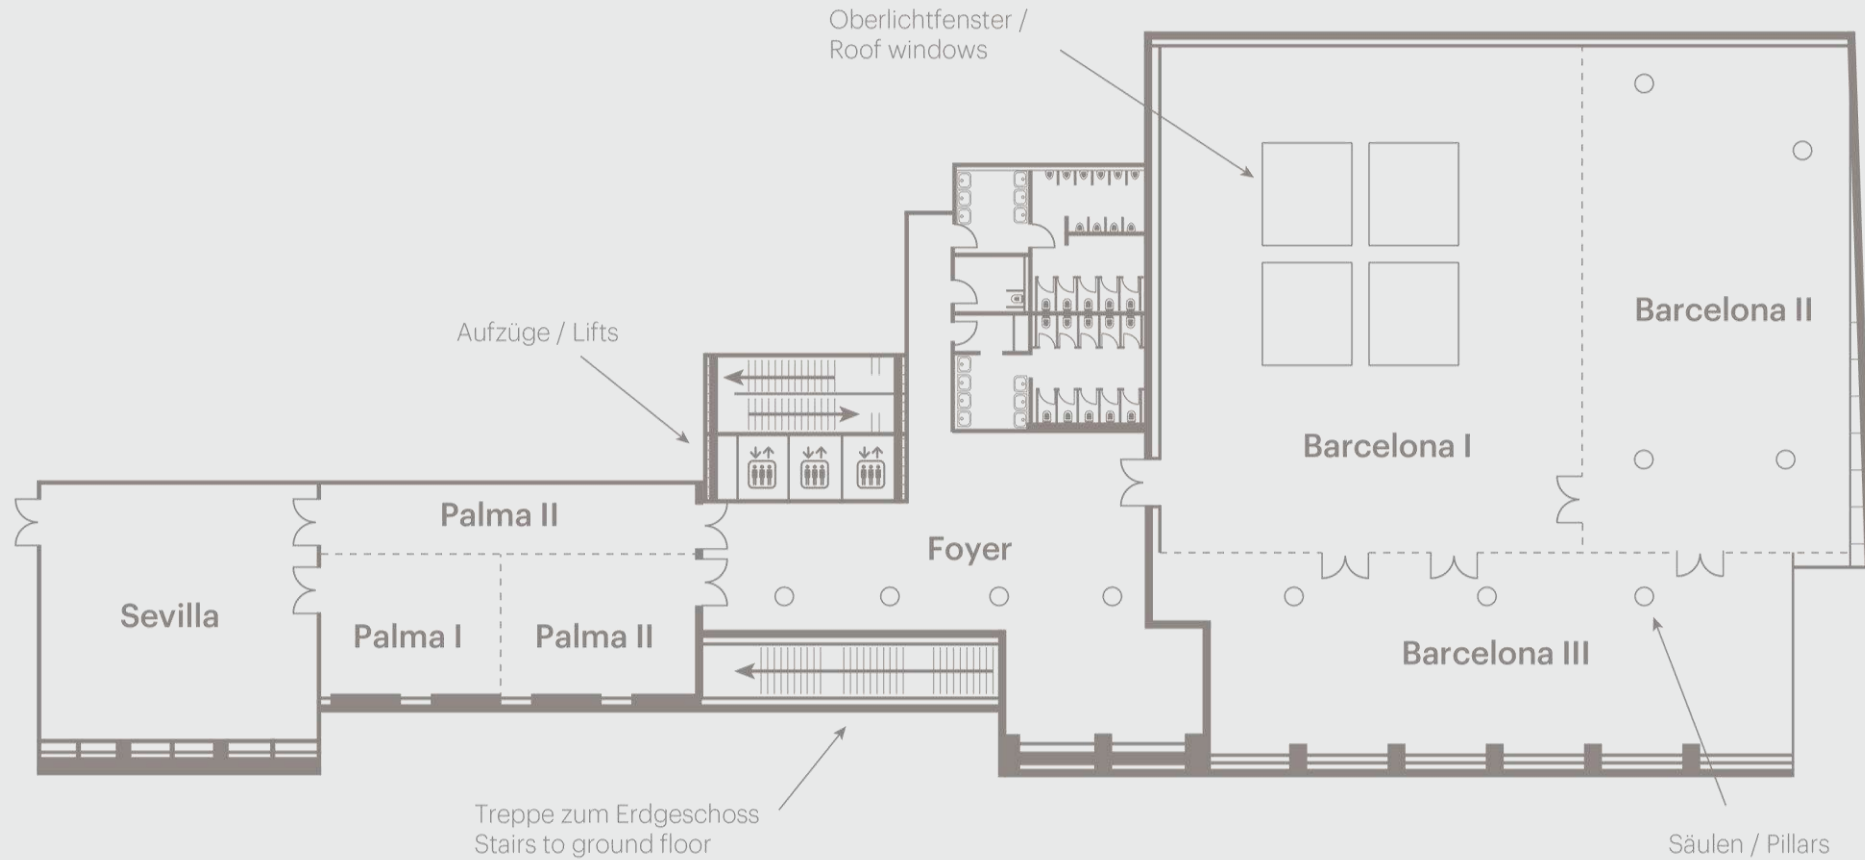 Oberlichtfenster /
Roof windows
Barcelona II
Aufzüge / Lifts
Barcelona I
Palma II
Foyer
Sevilla
Palma I
Palma II
Barcelona III
Treppe zum Erdgeschoss
Stairs to ground floor
Säulen / Pillars